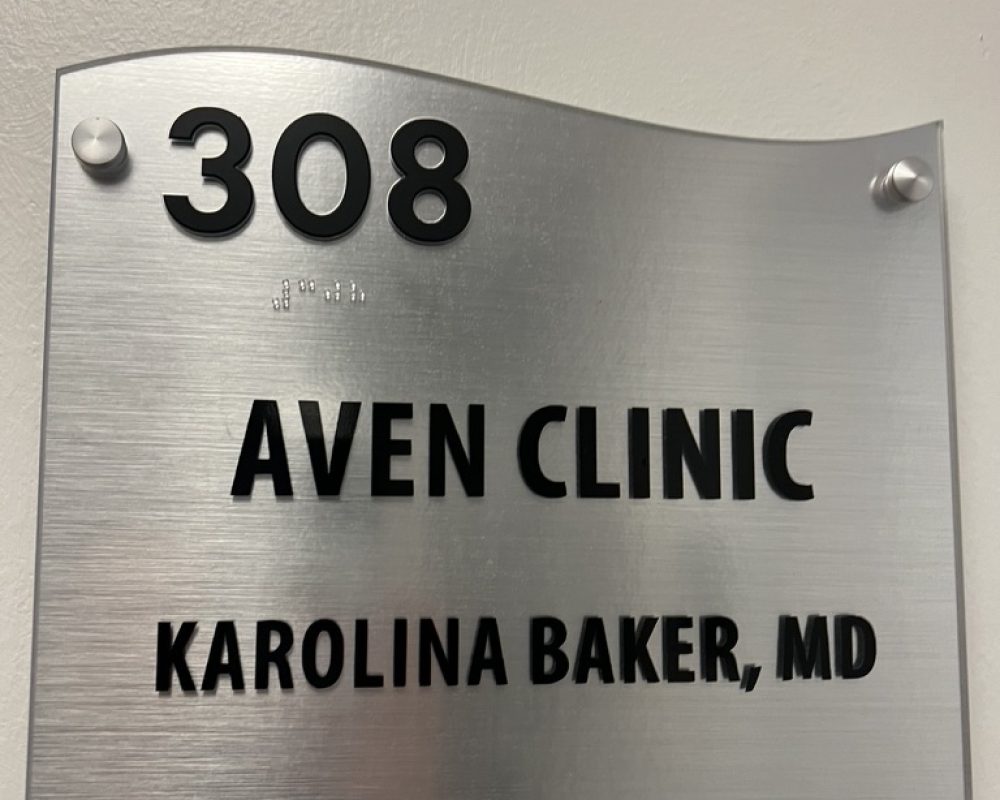 308
⠼⠉⠚⠓
AVEN CLINIC
KAROLINA BAKER, MD